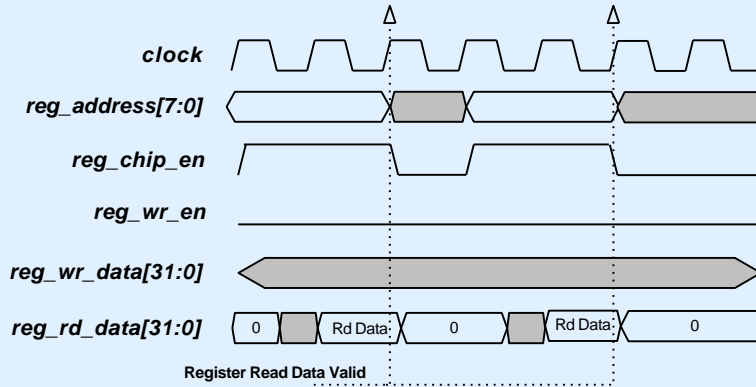 clock
reg_address[7:0]
reg_chip_en
reg_wr_en
reg_wr_data[31:0]
reg_rd_data[31:0] 0 Rd Data 0 Rd Data 0
Register Read Data Valid